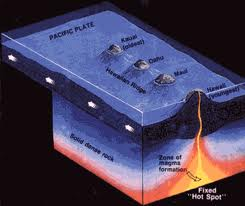 PACIFIC PLATE
Kauai
(oldest)
Oahu
Maui
Hawaiian Ridge
Hawaii
(youngest)
Solid dense rock
Zone of
magma
formation
Fixed
"Hot Spot"